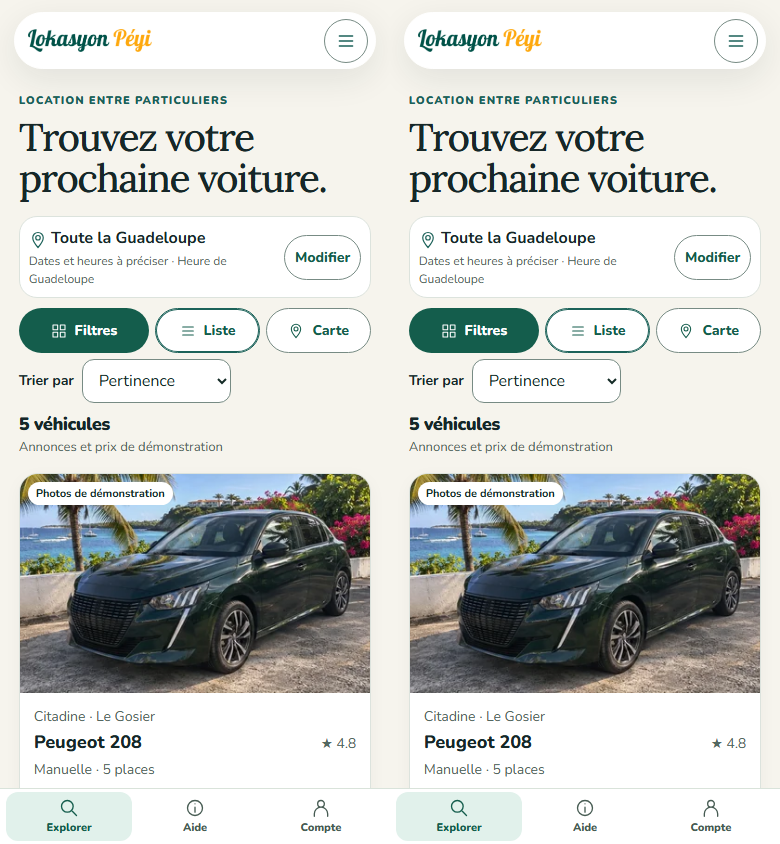 Lokasyon Péyi
LOCATION ENTRE PARTICULIERS
Trouvez votre
prochaine voiture.
Toute la Guadeloupe
Dates et heures à préciser · Heure de
Guadeloupe
Modifier
Filtres
Liste
Carte
Trier par
Pertinence
5 véhicules
Annonces et prix de démonstration
Photos de démonstration
Citadine · Le Gosier
Peugeot 208
★ 4.8
Manuelle · 5 places
Explorer
Aide
Compte
Lokasyon Péyi
LOCATION ENTRE PARTICULIERS
Trouvez votre
prochaine voiture.
Toute la Guadeloupe
Dates et heures à préciser · Heure de
Guadeloupe
Modifier
Filtres
Liste
Carte
Trier par
Pertinence
5 véhicules
Annonces et prix de démonstration
Photos de démonstration
Citadine · Le Gosier
Peugeot 208
★ 4.8
Manuelle · 5 places
Explorer
Aide
Compte